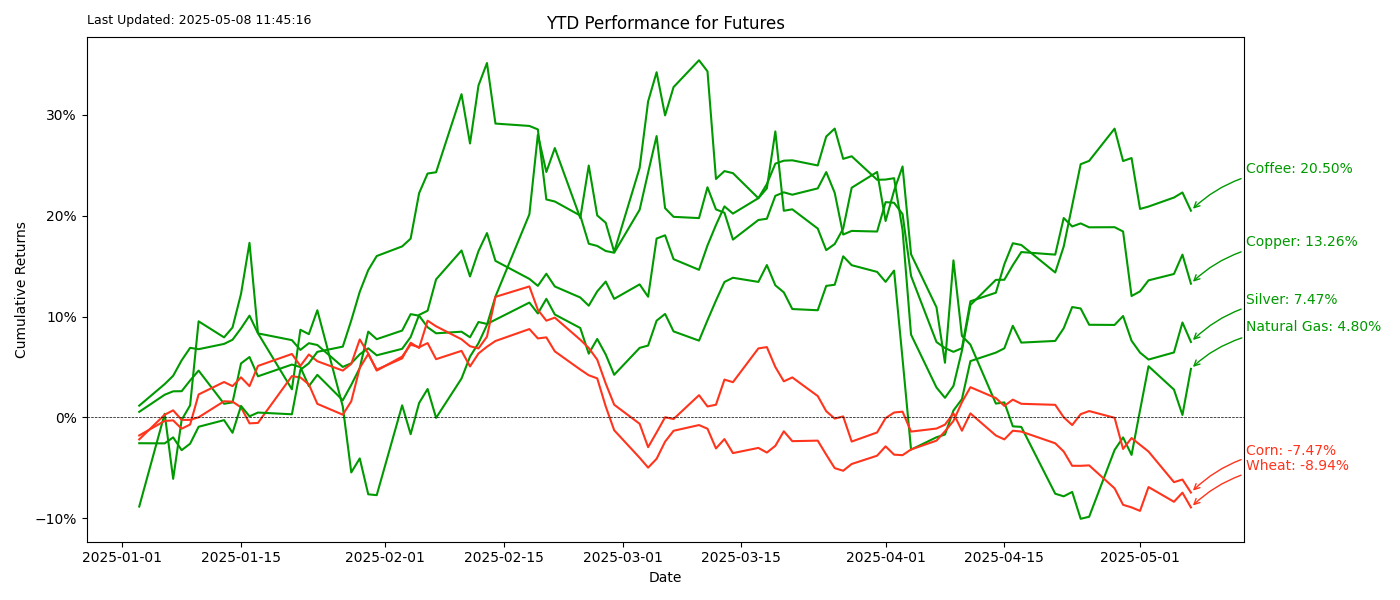 Last Updated: 2025-05-08 11:45:16
YTD Performance for Futures
Cumulative Returns
30%
20%
10%
0%
−10%
Coffee: 20.50%
Copper: 13.26%
Silver: 7.47%
Natural Gas: 4.80%
Corn: -7.47%
Wheat: -8.94%
2025-01-01
2025-01-15
2025-02-01
2025-02-15
2025-03-01
2025-03-15
2025-04-01
2025-04-15
2025-05-01
Date